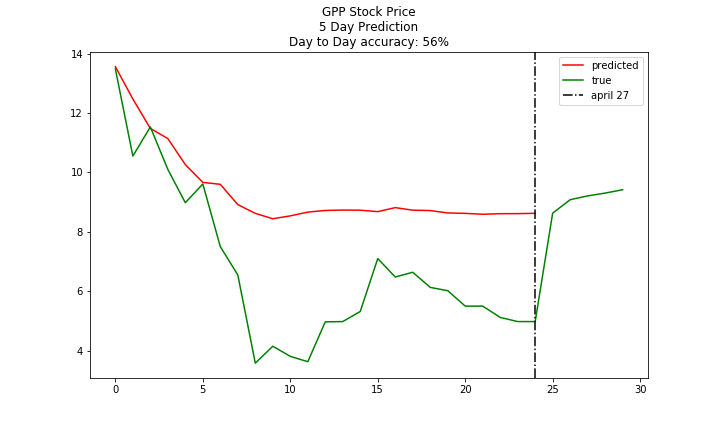 GPP Stock Price
5 Day Prediction
Day to Day accuracy: 56%
predicted
true
april 27
14
12
10
8
6
4
0 5 10 15 20 25 30